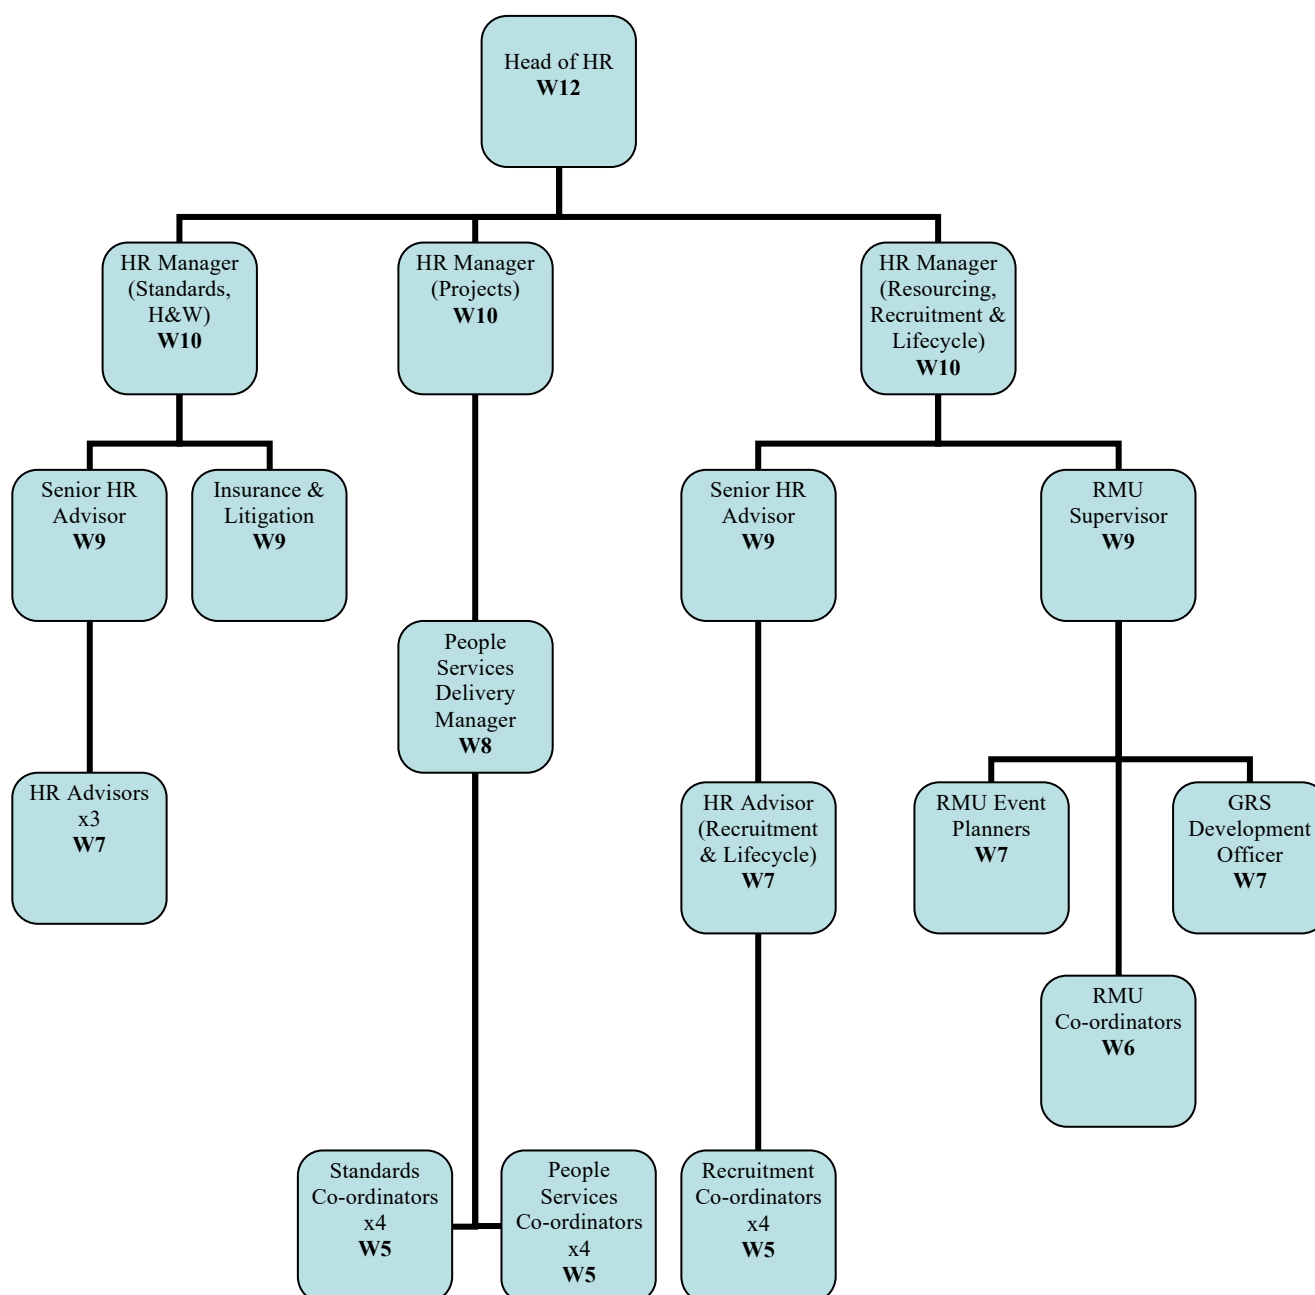 Head of HR
W12
HR Manager
(Standards,
H&W)
W10
HR Manager
(Projects)
W10
HR Manager
(Resourcing,
Recruitment &
Lifecycle)
W10
Senior HR
Advisor
W9
Insurance &
Litigation
W9
Senior HR
Advisor
W9
RMU
Supervisor
W9
People
Services
Delivery
Manager
W8
HR Advisors
x3
W7
HR Advisor
(Recruitment
& Lifecycle)
W7
RMU Event
Planners
W7
GRS
Development
Officer
W7
RMU
Co-ordinators
W6
Standards
Co-ordinators
x4
W5
People
Services
Co-ordinators
x4
W5
Recruitment
Co-ordinators
x4
W5